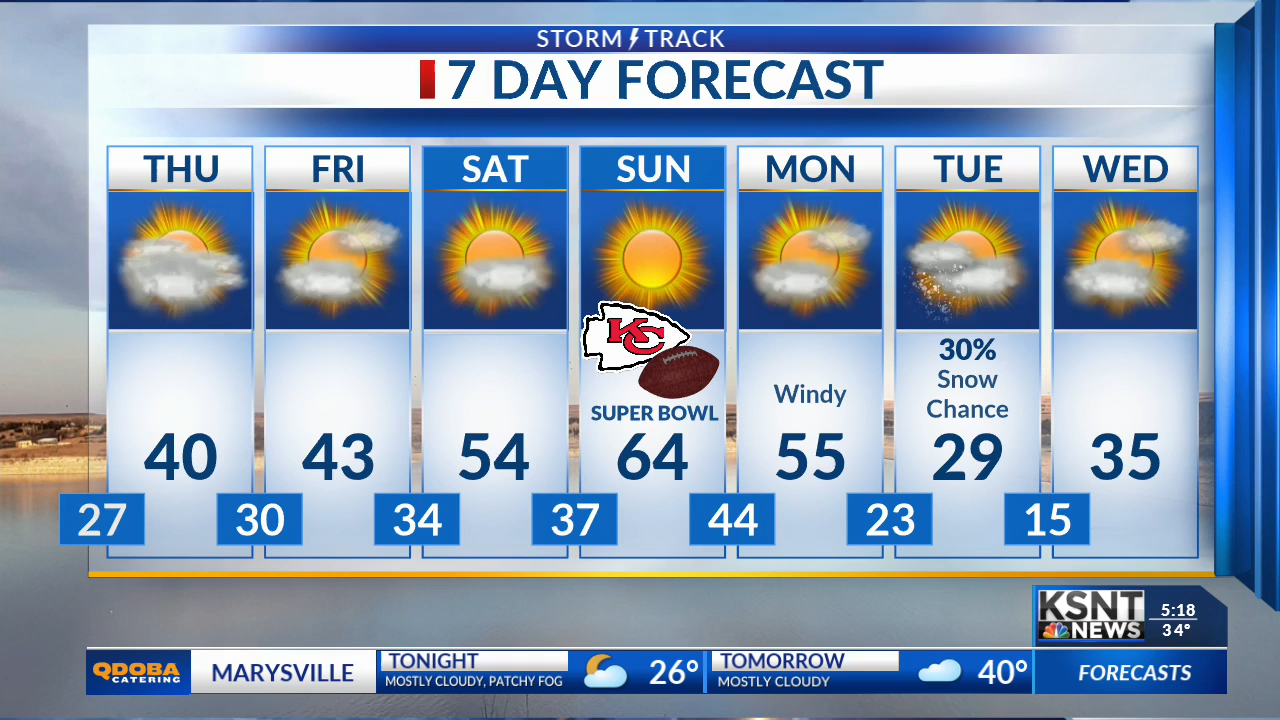 STORM TRACK
7 DAY FORECAST
THU FRI SAT SUN MON TUE WED
KC
30%
Snow
Chance
Windy
SUPER BOWL
40 43 54 64 55 29 35
27 30 34 37 44 23 15
KSNT
NEWS
5:18
34°
QDOBA
CATERING
MARYSVILLE
TONIGHT
MOSTLY CLOUDY, PATCHY FOG
26°
TOMORROW
MOSTLY CLOUDY
40°
FORECASTS